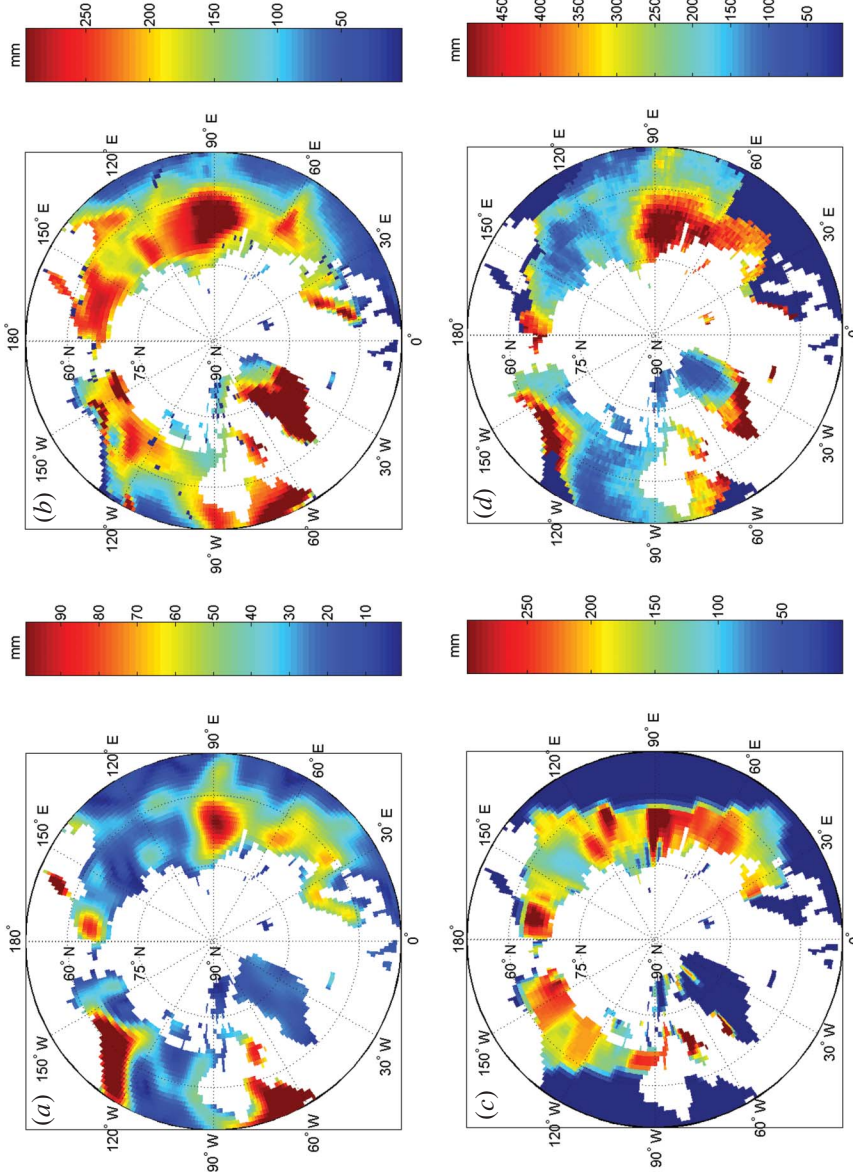 (a)
180°
150° W
150° E
60° N
120° W
120° E
75° N
90° W
90° N
90° E
60° W
60° E
30° W
30° E
0°
mm
90
80
70
60
50
40
30
20
10
(b)
180°
150° W
150° E
60° N
120° W
120° E
75° N
90° W
90° N
90° E
60° W
60° E
30° W
30° E
0°
mm
250
200
150
100
50
(c)
180°
150° W
150° E
60° N
120° W
120° E
75° N
90° W
90° N
90° E
60° W
60° E
30° W
30° E
0
mm
250
200
150
100
50
(d)
180°
150° W
150° E
60° N
120° W
120° E
75° N
90° W
90° N
90° E
60° W
60° E
30° W
30° E
0°
mm
450
400
350
300
250
200
150
100
50